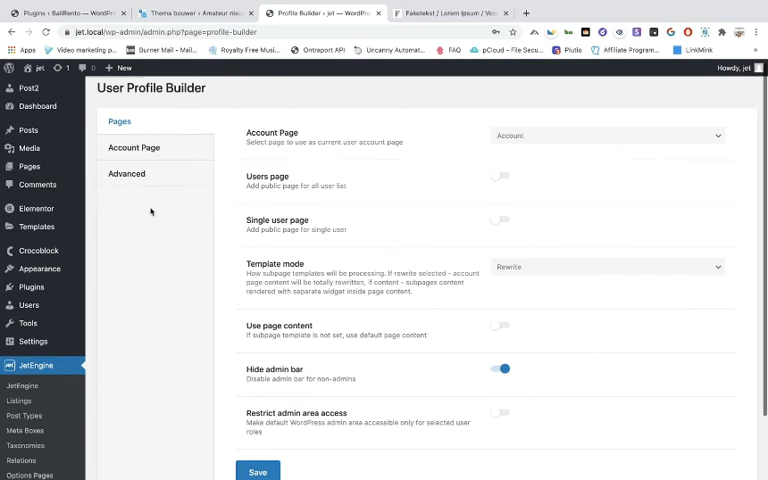 Plugins ‹ BaliRento — WordP
Thema bouwer ‹ Amateur nieu
Profile Builder ‹ jet — WordPr
Faketekst / Lorem Ipsum / Voo
jet.local/wp-admin/admin.php?page=profile-builder
Apps
Video marketing p...
Burner Mail - Mail...
Royalty Free Musi...
Ontraport API
Uncanny Automat...
FAQ
pCloud - File Secu...
Plutio
Affiliate Program...
LinkMink
jet
1
0
New
Howdy, jet
Post2
Dashboard
Posts
Media
Pages
Comments
Elementor
Templates
Crocoblock
Appearance
Plugins
Users
Tools
Settings
JetEngine
JetEngine
Listings
Post Types
Meta Boxes
Taxonomies
Relations
Options Pages
User Profile Builder
Pages
Account Page
Advanced
Account Page
Select page to use as current user account page
Account
Users page
Add public page for all user list
Single user page
Add public page for single user
Template mode
How subpage templates will be processing. If rewrite selected - account
page content will be totally rewritten, if content - subpages content
rendered with separate widget inside page content.
Rewrite
Use page content
If subpage template is not set, use default page content
Hide admin bar
Disable admin bar for non-admins
Restrict admin area access
Make default WordPress admin area accessible only for selected user
roles
Save